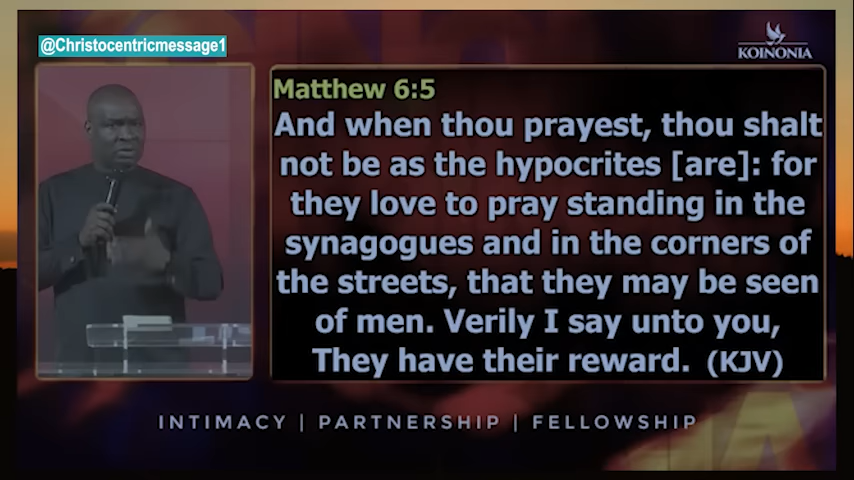 @Christocentricmessage1
KOINONIA
Matthew 6:5
And when thou prayest, thou shalt
not be as the hypocrites [are]: for
they love to pray standing in the
synagogues and in the corners of
the streets, that they may be seen
of men. Verily I say unto you,
They have their reward. (KJV)
INTIMACY | PARTNERSHIP | FELLOWSHIP